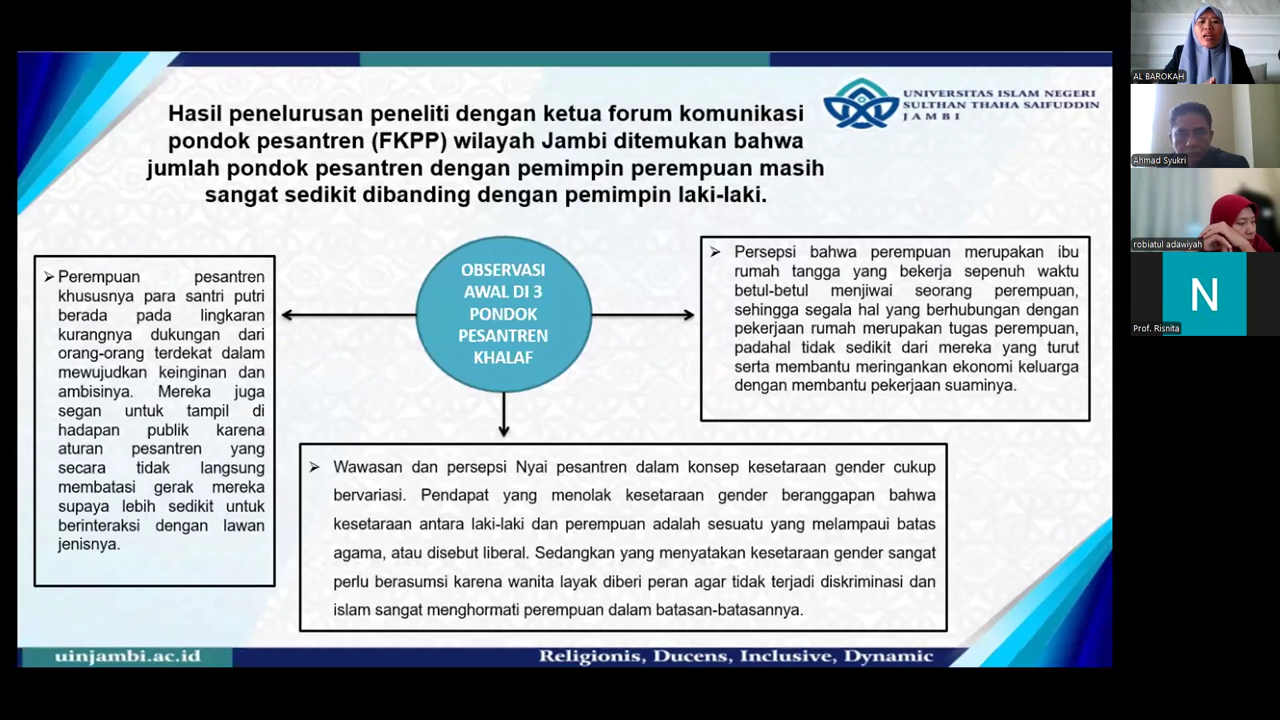 Hasil penelurusan peneliti dengan ketua forum komunikasi
pondok pesantren (FKPP) wilayah Jambi ditemukan bahwa
jumlah pondok pesantren dengan pemimpin perempuan masih
sangat sedikit dibanding dengan pemimpin laki-laki.
UNIVERSITAS ISLAM NEGERI
SULTHAN THAHA SAIFUDDIN
JAMBI
➢ Perempuan pesantren
khususnya para santri putri
berada pada lingkaran
kurangnya dukungan dari
orang-orang terdekat dalam
mewujudkan keinginan dan
ambisinya. Mereka juga
segan untuk tampil di
hadapan publik karena
aturan pesantren yang
secara tidak langsung
membatasi gerak mereka
supaya lebih sedikit untuk
berinteraksi dengan lawan
jenisnya.
OBSERVASI
AWAL DI 3
PONDOK
PESANTREN
KHALAF
➢ Persepsi bahwa perempuan merupakan ibu
rumah tangga yang bekerja sepenuh waktu
betul-betul menjiwai seorang perempuan,
sehingga segala hal yang berhubungan dengan
pekerjaan rumah merupakan tugas perempuan,
padahal tidak sedikit dari mereka yang turut
serta membantu meringankan ekonomi keluarga
dengan membantu pekerjaan suaminya.
➢ Wawasan dan persepsi Nyai pesantren dalam konsep kesetaraan gender cukup
bervariasi. Pendapat yang menolak kesetaraan gender beranggapan bahwa
kesetaraan antara laki-laki dan perempuan adalah sesuatu yang melampaui batas
agama, atau disebut liberal. Sedangkan yang menyatakan kesetaraan gender sangat
perlu berasumsi karena wanita layak diberi peran agar tidak terjadi diskriminasi dan
islam sangat menghormati perempuan dalam batasan-batasannya.
uinjambi.ac.id
Religionis, Ducens, Inclusive, Dynamic
AL BAROKAH
Ahmad Syukri
robiatul adawiyah
N
Prof. Risnita